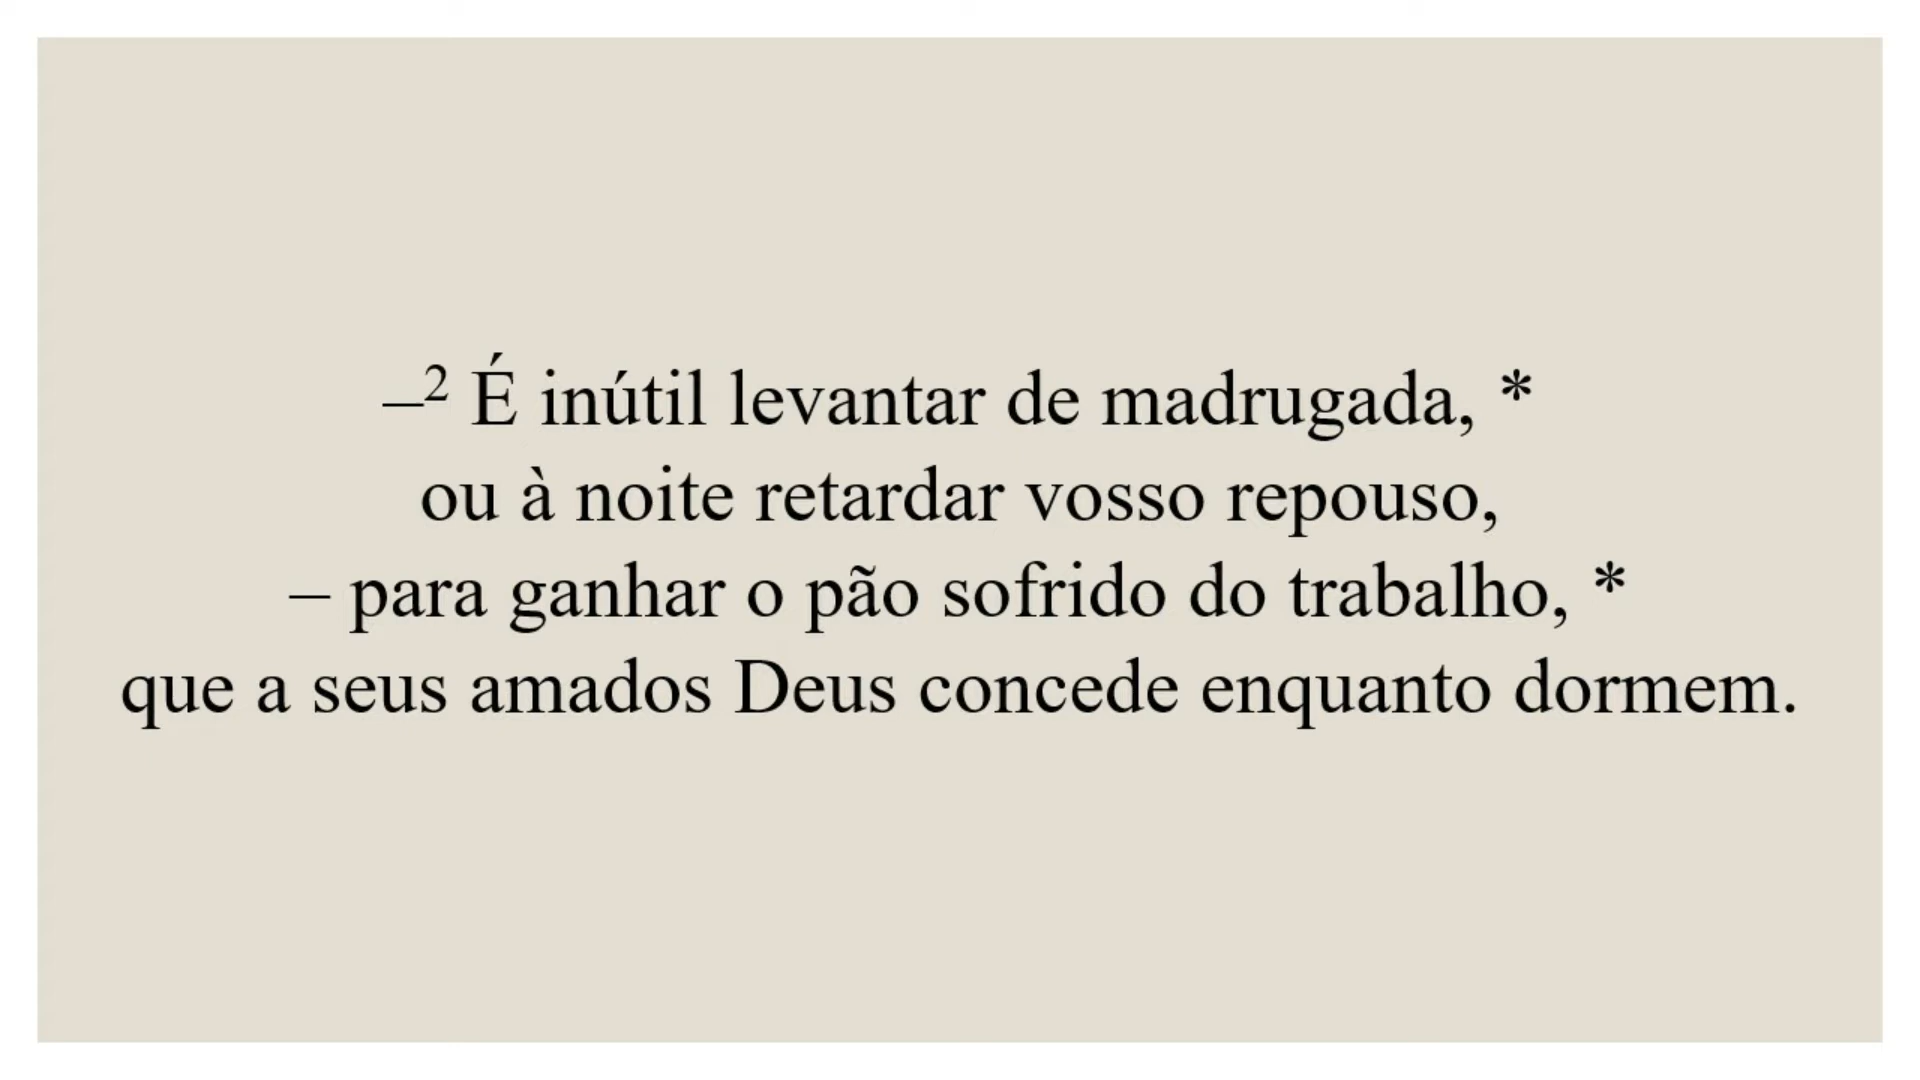 –² É inútil levantar de madrugada, *
ou à noite retardar vosso repouso,
– para ganhar o pão sofrido do trabalho, *
que a seus amados Deus concede enquanto dormem.